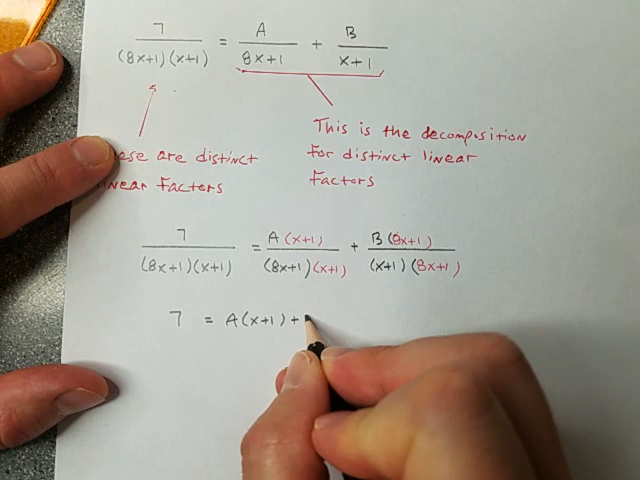 7 / (8x+1)(x+1) = A / 8x+1 + B / x+1
This is the decomposition
ese are distinct for distinct linear
near factors factors
7 / (8x+1)(x+1) = A(x+1) / (8x+1)(x+1) + B(8x+1) / (x+1)(8x+1)
7 = A(x+1) +